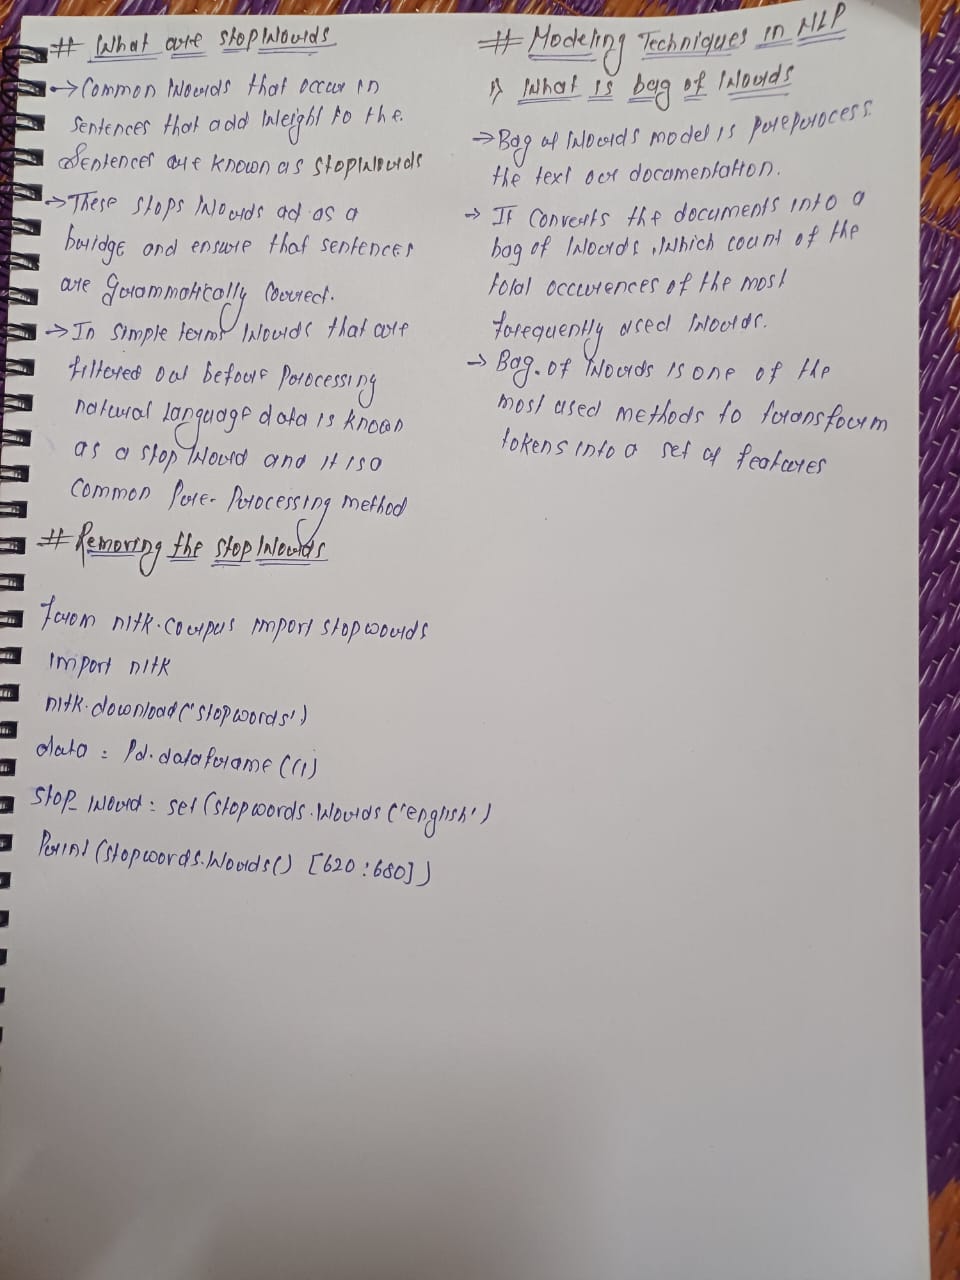 # What are stop words
→ Common words that occur in
sentences that add weight to the.
Sentences are known as stopwords
→ These stops words act as a
bridge and ensure that sentences
are grammatically correct.
→ In simple terms words that are
filtered out before processing
natural language data is known
as a stop word and it is a
common pre-processing method
# Removing the stop words
from nltk.corpus import stopwords
import nltk
nltk.download('stopwords')
data = Pd.dataframe(()
stop_word = set(stopwords.words('english')
Print(stopwords.words() [620:680])
# Modeling Techniques in NLP
1) What is bag of words
→ Bag of words model is preprocess.
the text or documentation.
→ It converts the documents into a
bag of words, which count of the
total occurences of the most
frequently used words.
→ Bag.of words is one of the
most used methods to transform
tokens into a set of features